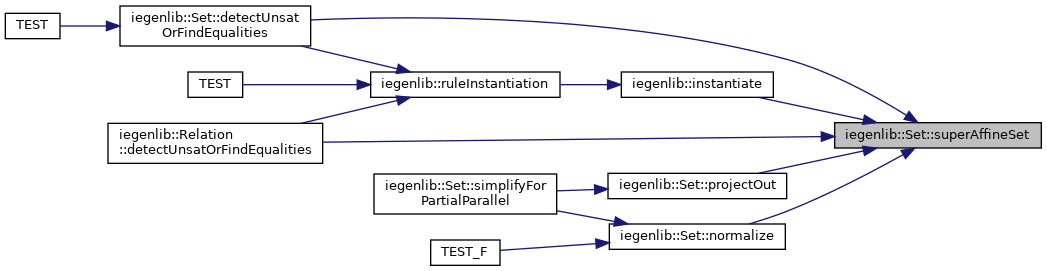 TEST
iegenlib::Set::detectUnsat
OrFindEqualities
TEST
iegenlib::ruleInstantiation
iegenlib::instantiate
iegenlib::Relation
::detectUnsatOrFindEqualities
iegenlib::Set::superAffineSet
iegenlib::Set::simplifyFor
PartialParallel
iegenlib::Set::projectOut
iegenlib::Set::normalize
TEST_F